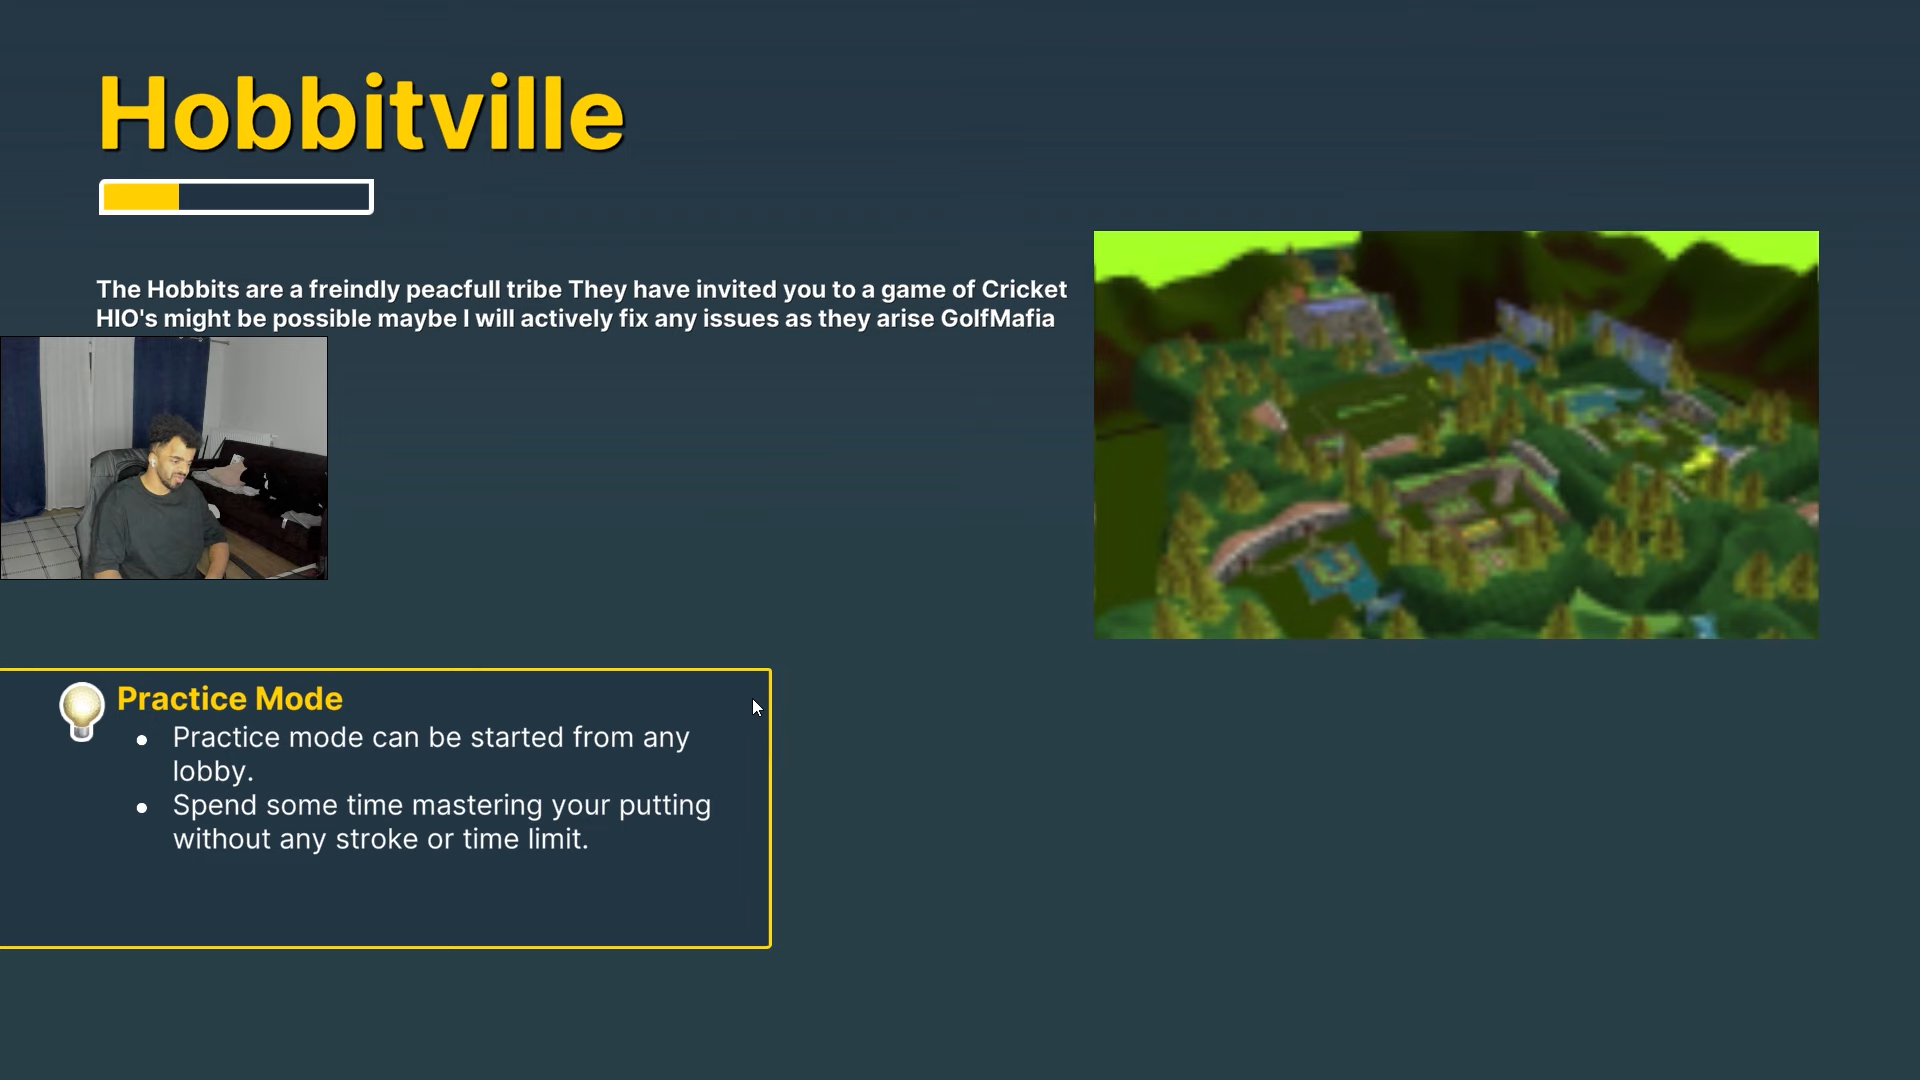 Hobbitville
The Hobbits are a freindly peacfull tribe They have invited you to a game of Cricket
HIO's might be possible maybe I will actively fix any issues as they arise GolfMafia
Practice Mode
Practice mode can be started from any
lobby.
Spend some time mastering your putting
without any stroke or time limit.